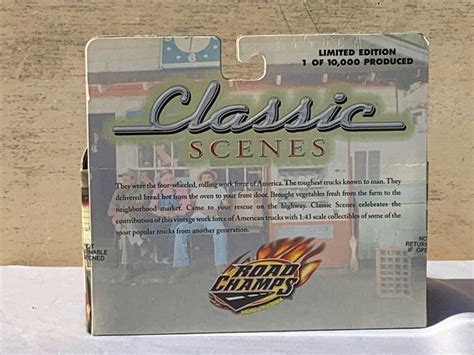 LIMITED EDITION
1 OF 10,000 PRODUCED
Classic
SCENES
They were the four-wheeled, rolling work force of America. The toughest trucks known to man. They
delivered bread hot from the oven to your front door. Brought vegetables fresh from the farm to the
neighborhood market. Came to your rescue on the highway. Classic Scenes celebrates the
contribution of this vintage work force of American trucks with 1:43 scale collectibles of some of the
most popular trucks from another generation.
ROAD
CHAMPS
NOT
RETURN
IF OPE